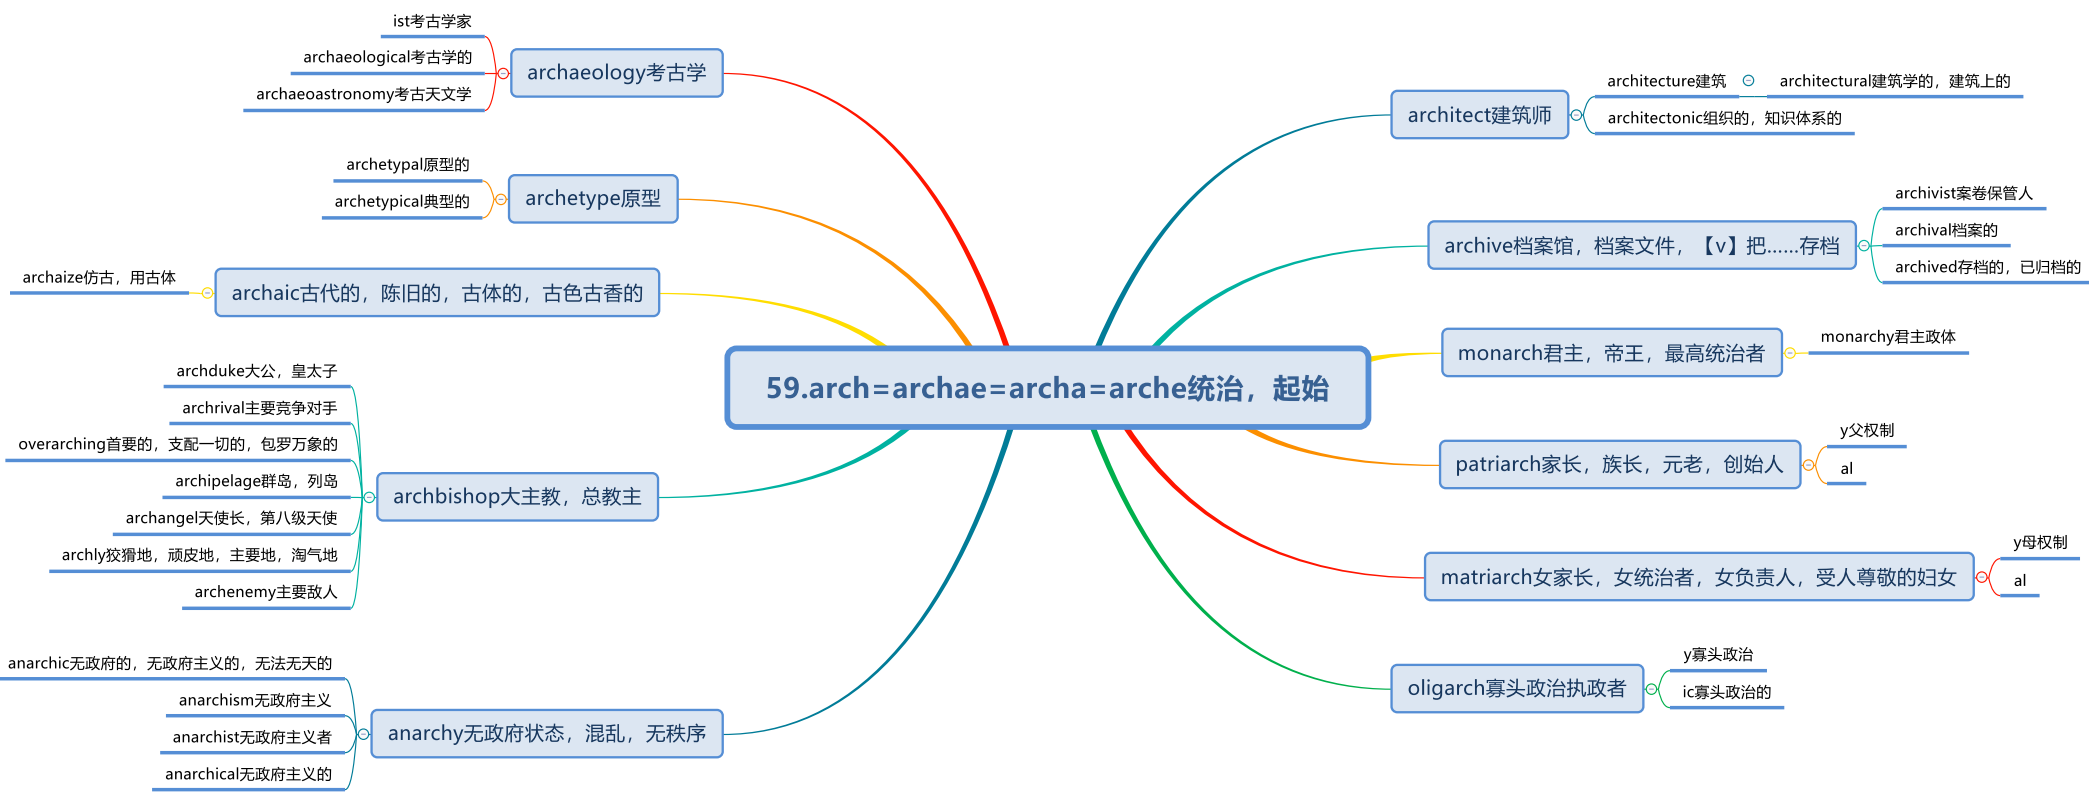 59.arch=archae=archa=arche统治，起始
architect建筑师
architecture建筑
architectural建筑学的，建筑上的
architectonic组织的，知识体系的
archive档案馆，档案文件，【v】把……存档
archivist案卷保管人
archival档案的
archived存档的，已归档的
monarch君主，帝王，最高统治者
monarchy君主政体
patriarch家长，族长，元老，创始人
y父权制
al
matriarch女家长，女统治者，女负责人，受人尊敬的妇女
y母权制
al
oligarch寡头政治执政者
y寡头政治
ic寡头政治的
archaeology考古学
ist考古学家
archaeological考古学的
archaeoastronomy考古天文学
archetype原型
archetypal原型的
archetypical典型的
archaic古代的，陈旧的，古体的，古色古香的
archaize仿古，用古体
archbishop大主教，总教主
archduke大公，皇太子
archrival主要竞争对手
overarching首要的，支配一切的，包罗万象的
archipelage群岛，列岛
archangel天使长，第八级天使
archly狡猾地，顽皮地，主要地，淘气地
archenemy主要敌人
anarchy无政府状态，混乱，无秩序
anarchic无政府的，无政府主义的，无法无天的
anarchism无政府主义
anarchist无政府主义者
anarchical无政府主义的